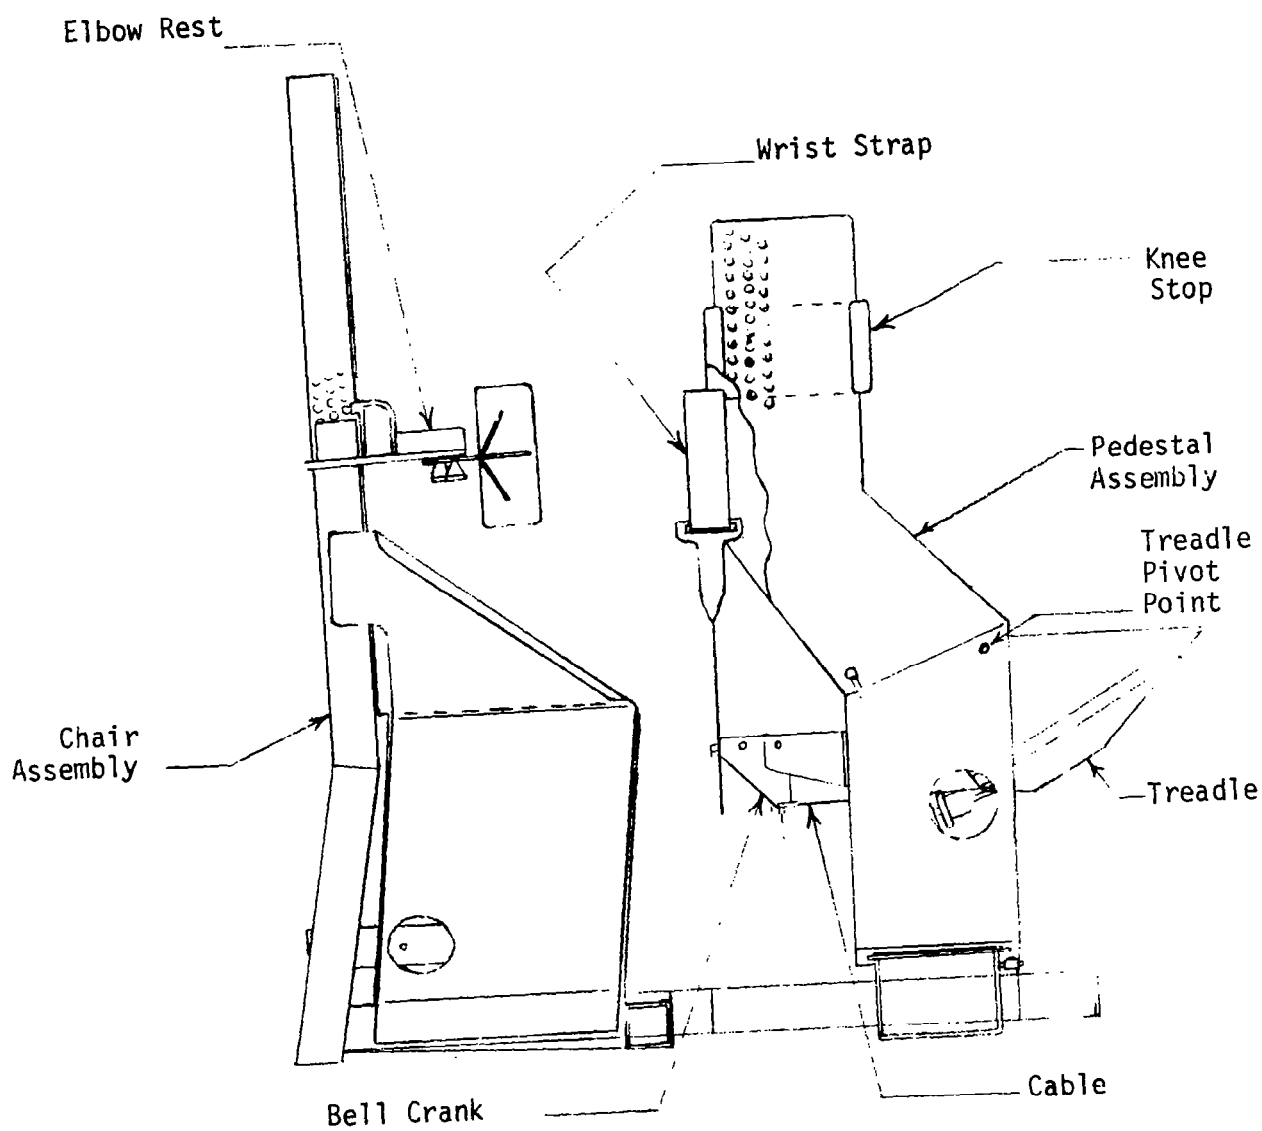 Elbow Rest
Wrist Strap
Knee
Stop
Pedestal
Assembly
Treadle
Pivot
Point
Chair
Assembly
Treadle
Cable
Bell Crank